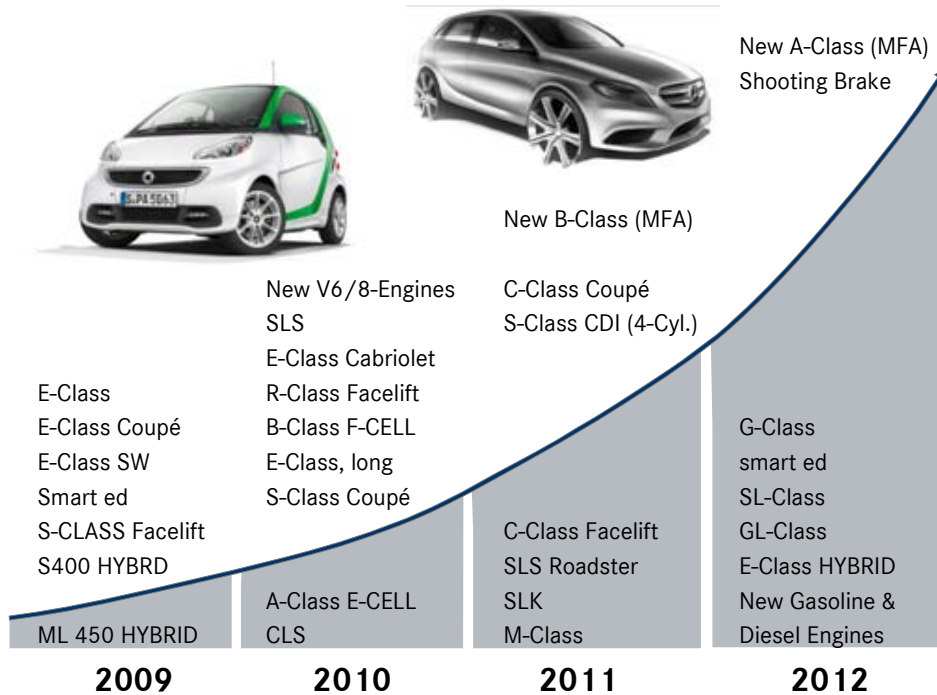 New A-Class (MFA)
Shooting Brake
S·PA 5063
New B-Class (MFA)
New V6/8-Engines
SLS
E-Class Cabriolet
R-Class Facelift
B-Class F-CELL
E-Class, long
S-Class Coupé
A-Class E-CELL
CLS
C-Class Coupé
S-Class CDI (4-Cyl.)
C-Class Facelift
SLS Roadster
SLK
M-Class
E-Class
E-Class Coupé
E-Class SW
Smart ed
S-CLASS Facelift
S400 HYBRD
ML 450 HYBRID
G-Class
smart ed
SL-Class
GL-Class
E-Class HYBRID
New Gasoline &
Diesel Engines
2009
2010
2011
2012